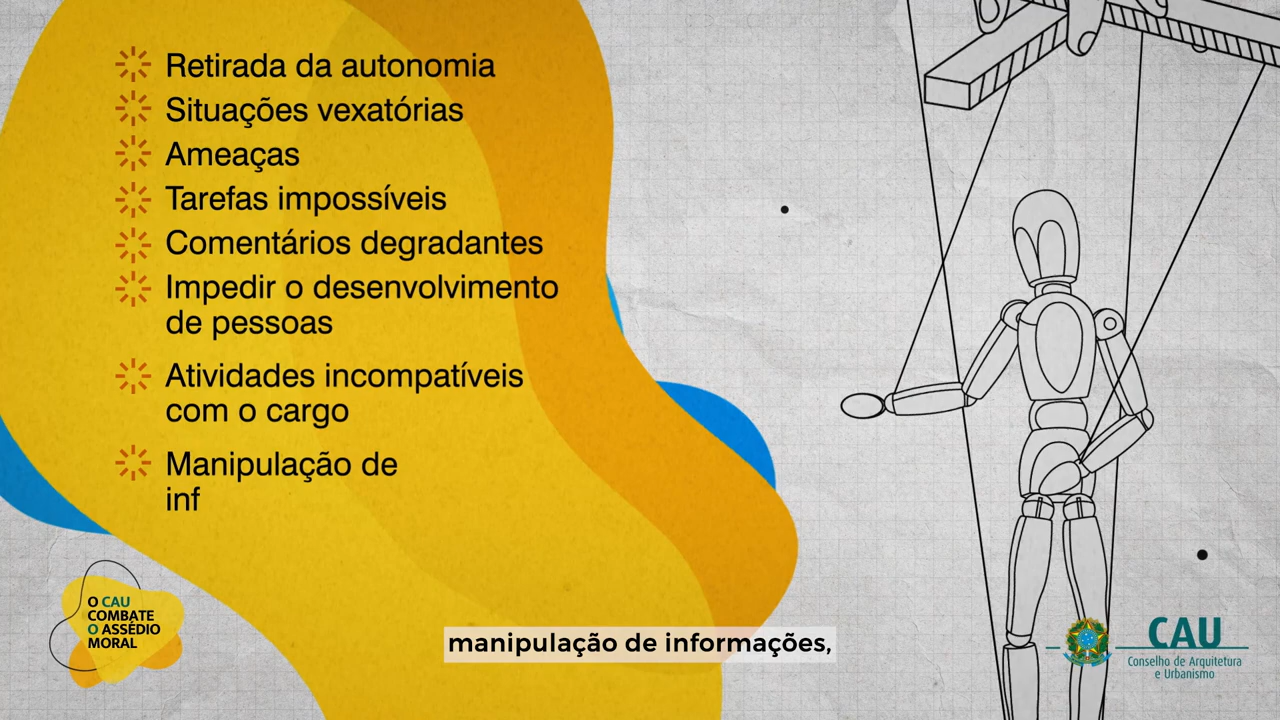 Retirada da autonomia
Situações vexatórias
Ameaças
Tarefas impossíveis
Comentários degradantes
Impedir o desenvolvimento
de pessoas
Atividades incompatíveis
com o cargo
Manipulação de
inf
O CAU
COMBATE
O ASSÉDIO
MORAL
manipulação de informações,
CAU
Conselho de Arquitetura
e Urbanismo